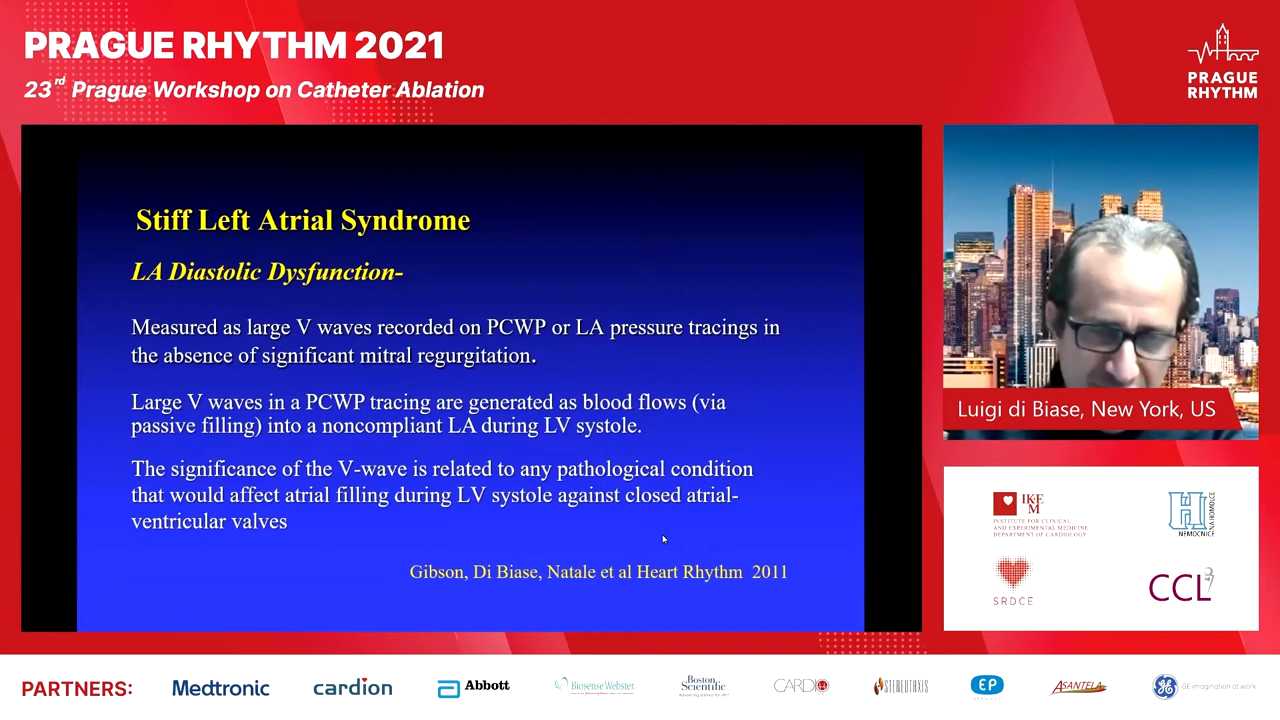 PRAGUE RHYTHM 2021
23rd Prague Workshop on Catheter Ablation
PRAGUE
RHYTHM
Stiff Left Atrial Syndrome
LA Diastolic Dysfunction-
Measured as large V waves recorded on PCWP or LA pressure tracings in
the absence of significant mitral regurgitation.
Large V waves in a PCWP tracing are generated as blood flows (via
passive filling) into a noncompliant LA during LV systole.
The significance of the V-wave is related to any pathological condition
that would affect atrial filling during LV systole against closed atrial-
ventricular valves
Gibson, Di Biase, Natale et al Heart Rhythm 2011
Luigi di Biase, New York, US
IKE
M
INSTITUTE FOR CLINICAL
AND EXPERIMENTAL MEDICINE
DEPARTMENT OF CARDIOLOGY
H
NEMOCNICE
NA HOMOLCE
SRDCE
CCL
PARTNERS:
Medtronic
cardion
Abbott
Biosense Webster
Boston
Scientific
CARDIO
STEREOTAXIS
EP
ASANTELA
GE imagination at work